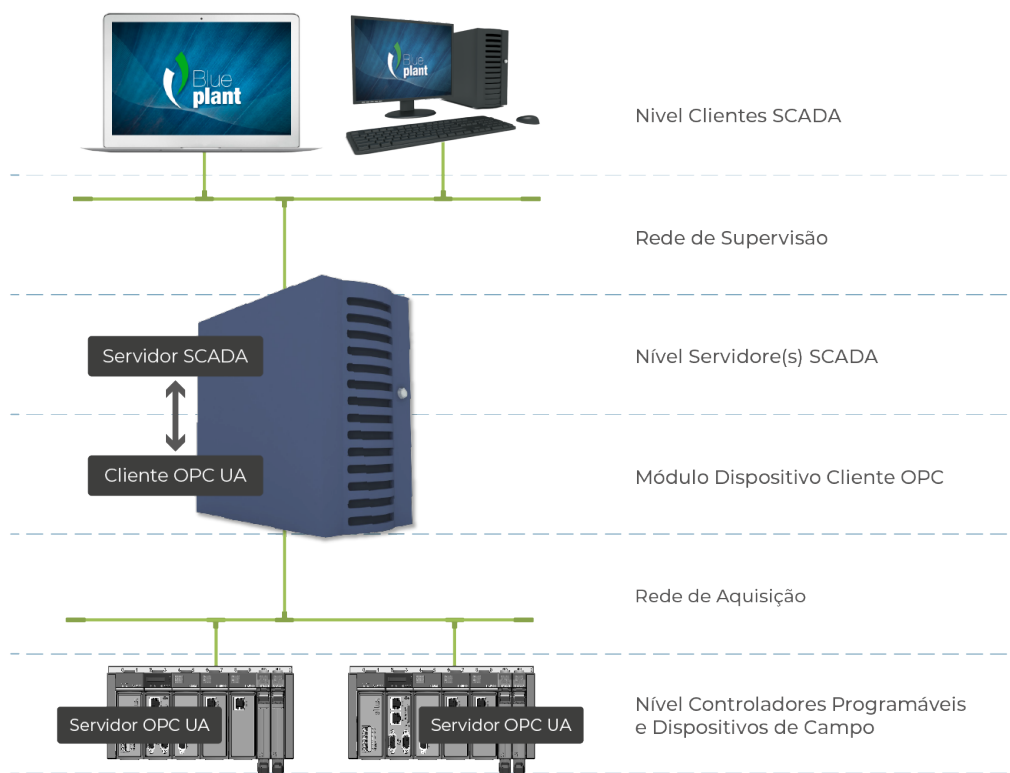 Blue
plant
Blue
plant
Nivel Clientes SCADA
Rede de Supervisão
Servidor SCADA
Nível Servidore(s) SCADA
Cliente OPC UA
Módulo Dispositivo Cliente OPC
Rede de Aquisição
Nível Controladores Programáveis
e Dispositivos de Campo
Servidor OPC UA
Servidor OPC UA